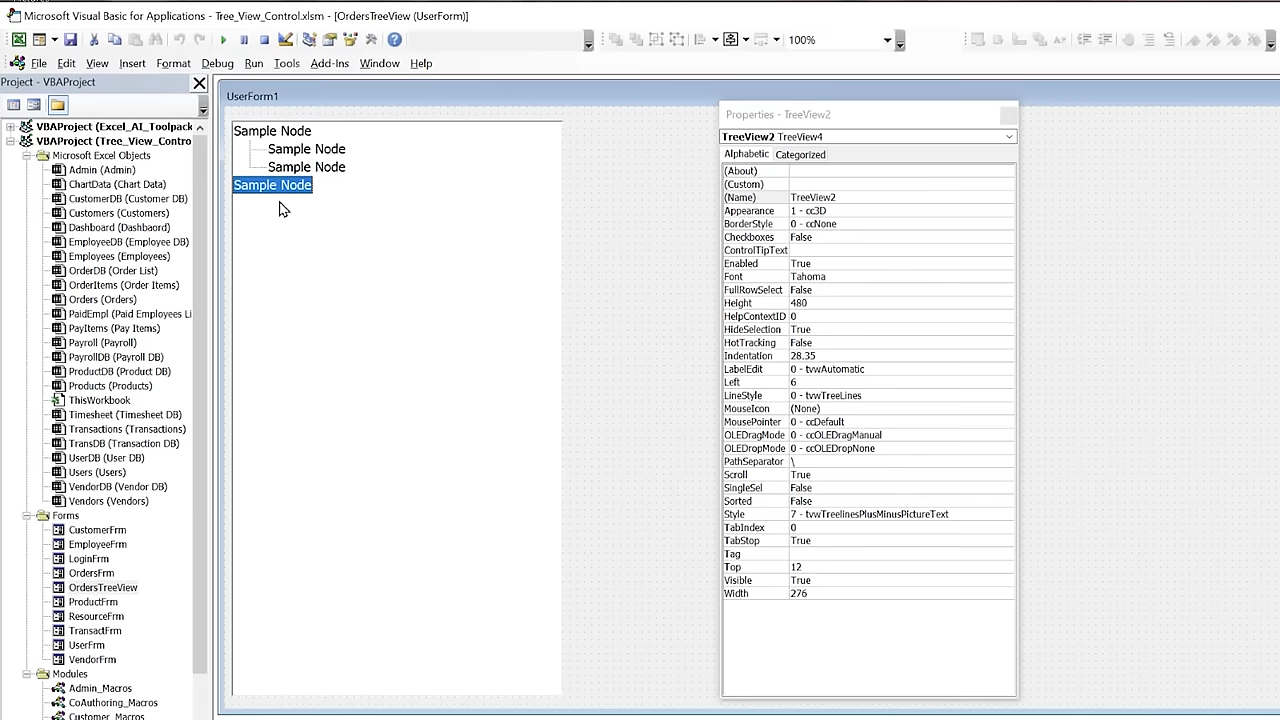 Microsoft Visual Basic for Applications - Tree_View_Control.xlsm - [OrdersTreeView (UserForm)]
100%
File Edit View Insert Format Debug Run Tools Add-Ins Window Help
Project - VBAProject
VBAProject (Excel_AI_Toolpack
VBAProject (Tree_View_Contro
Microsoft Excel Objects
Admin (Admin)
ChartData (Chart Data)
CustomerDB (Customer DB)
Customers (Customers)
Dashboard (Dashbaord)
EmployeeDB (Employee DB)
Employees (Employees)
OrderDB (Order List)
OrderItems (Order Items)
Orders (Orders)
PaidEmpl (Paid Employees Li
PayItems (Pay Items)
Payroll (Payroll)
PayrollDB (Payroll DB)
ProductDB (Product DB)
Products (Products)
ThisWorkbook
Timesheet (Timesheet DB)
Transactions (Transactions)
TransDB (Transaction DB)
UserDB (User DB)
Users (Users)
VendorDB (Vendor DB)
Vendors (Vendors)
Forms
CustomerFrm
EmployeeFrm
LoginFrm
OrdersFrm
OrdersTreeView
ProductFrm
ResourceFrm
TransactFrm
UserFrm
VendorFrm
Modules
Admin_Macros
CoAuthoring_Macros
Customer_Macros
UserForm1
Sample Node
Sample Node
Sample Node
Sample Node
Properties - TreeView2
TreeView2 TreeView4
Alphabetic Categorized
(About)
(Custom)
(Name) TreeView2
Appearance 1 - cc3D
BorderStyle 0 - ccNone
Checkboxes False
ControlTipText
Enabled True
Font Tahoma
FullRowSelect False
Height 480
HelpContextID 0
HideSelection True
HotTracking False
Indentation 28.35
LabelEdit 0 - tvwAutomatic
Left 6
LineStyle 0 - tvwTreeLines
MouseIcon (None)
MousePointer 0 - ccDefault
OLEDragMode 0 - ccOLEDragManual
OLEDropMode 0 - ccOLEDropNone
PathSeparator \
Scroll True
SingleSel False
Sorted False
Style 7 - tvwTreelinesPlusMinusPictureText
TabIndex 0
TabStop True
Tag
Top 12
Visible True
Width 276